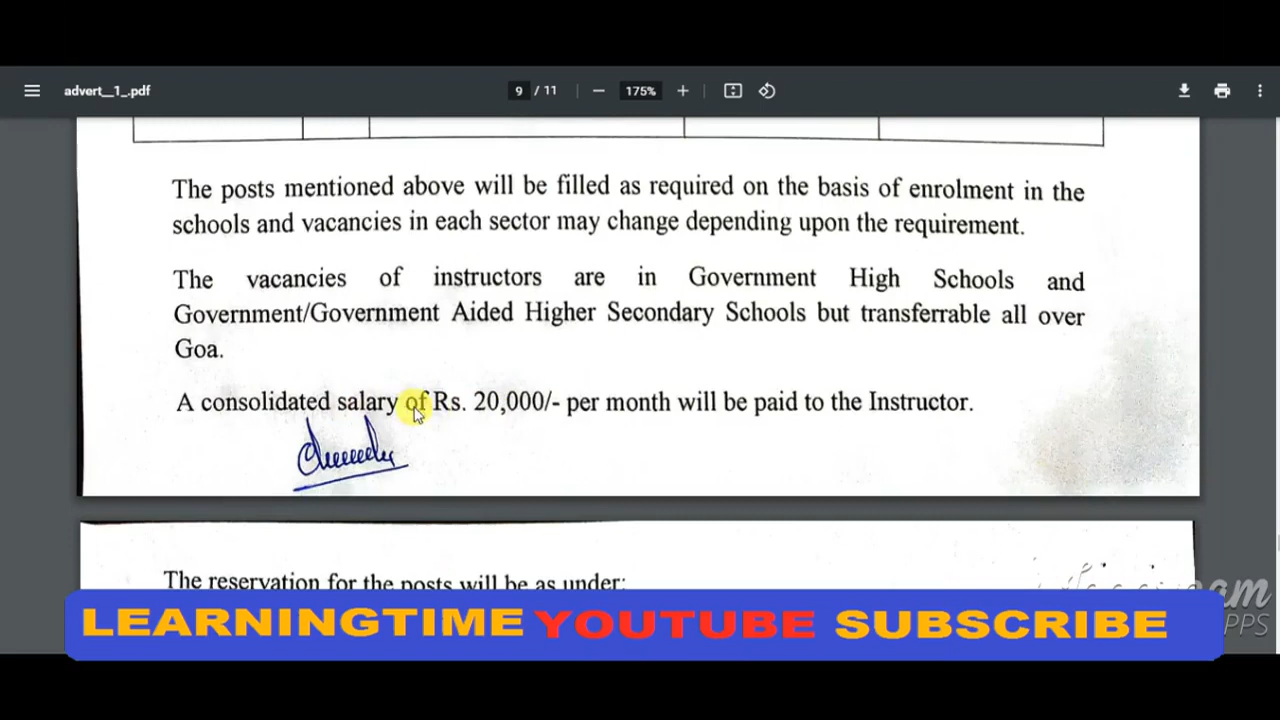 advert__1_.pdf
9 / 11
175%
The posts mentioned above will be filled as required on the basis of enrolment in the
schools and vacancies in each sector may change depending upon the requirement.
The vacancies of instructors are in Government High Schools and
Government/Government Aided Higher Secondary Schools but transferrable all over
Goa.
A consolidated salary of Rs. 20,000/- per month will be paid to the Instructor.
The reservation for the posts will be as under:
LEARNINGTIME YOUTUBE SUBSCRIBE